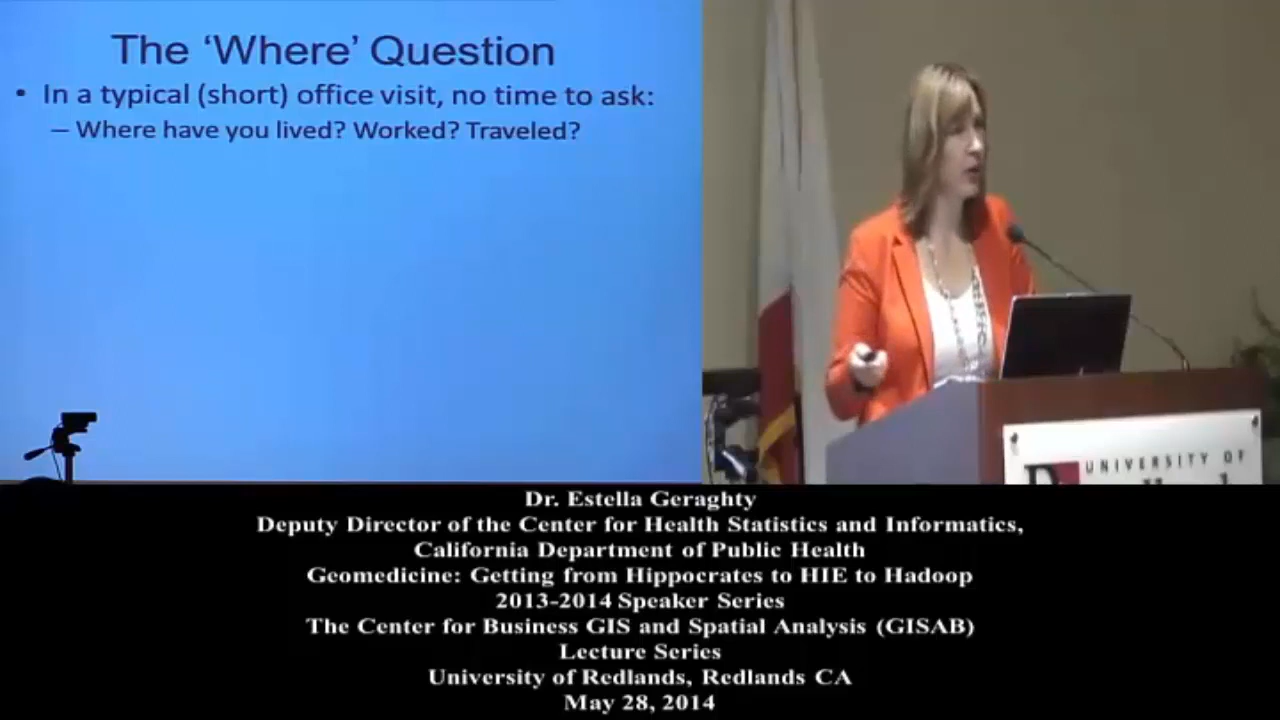 The ‘Where’ Question
• In a typical (short) office visit, no time to ask:
– Where have you lived? Worked? Traveled?
UNIVERSITY OF
Dr. Estella Geraghty
Deputy Director of the Center for Health Statistics and Informatics,
California Department of Public Health
Geomedicine: Getting from Hippocrates to HIE to Hadoop
2013-2014 Speaker Series
The Center for Business GIS and Spatial Analysis (GISAB)
Lecture Series
University of Redlands, Redlands CA
May 28, 2014